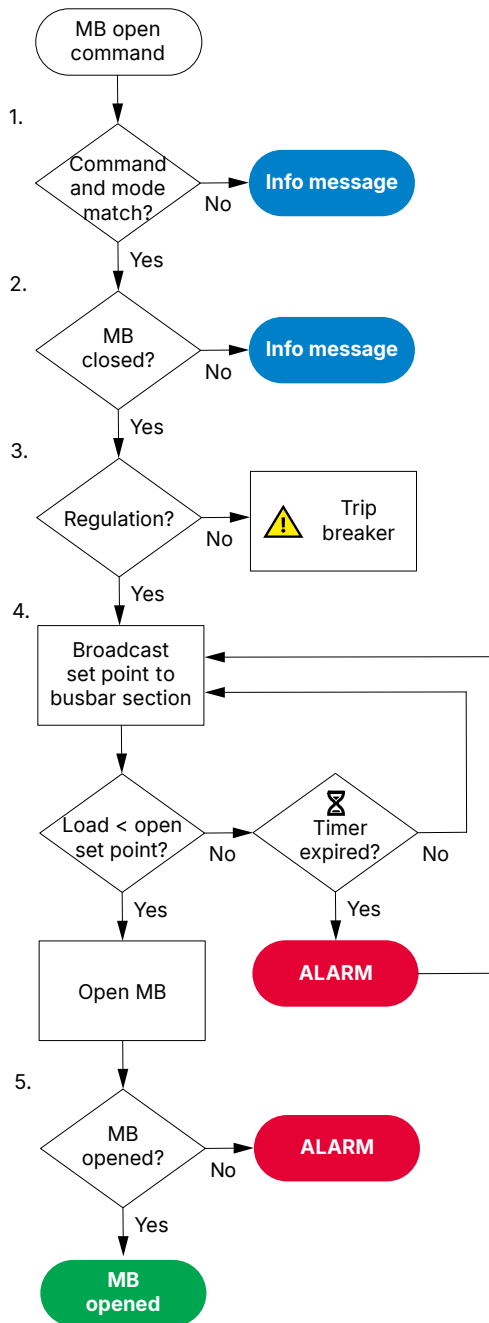 MB open
command
1.
Command
and mode
match?
No
Info message
Yes
2.
MB
closed?
No
Info message
Yes
3.
Regulation?
No
Trip
breaker
Yes
4.
Broadcast
set point to
busbar section
Load < open
set point?
No
Timer
expired?
No
Yes
Yes
Open MB
ALARM
5.
MB
opened?
No
ALARM
Yes
MB
opened